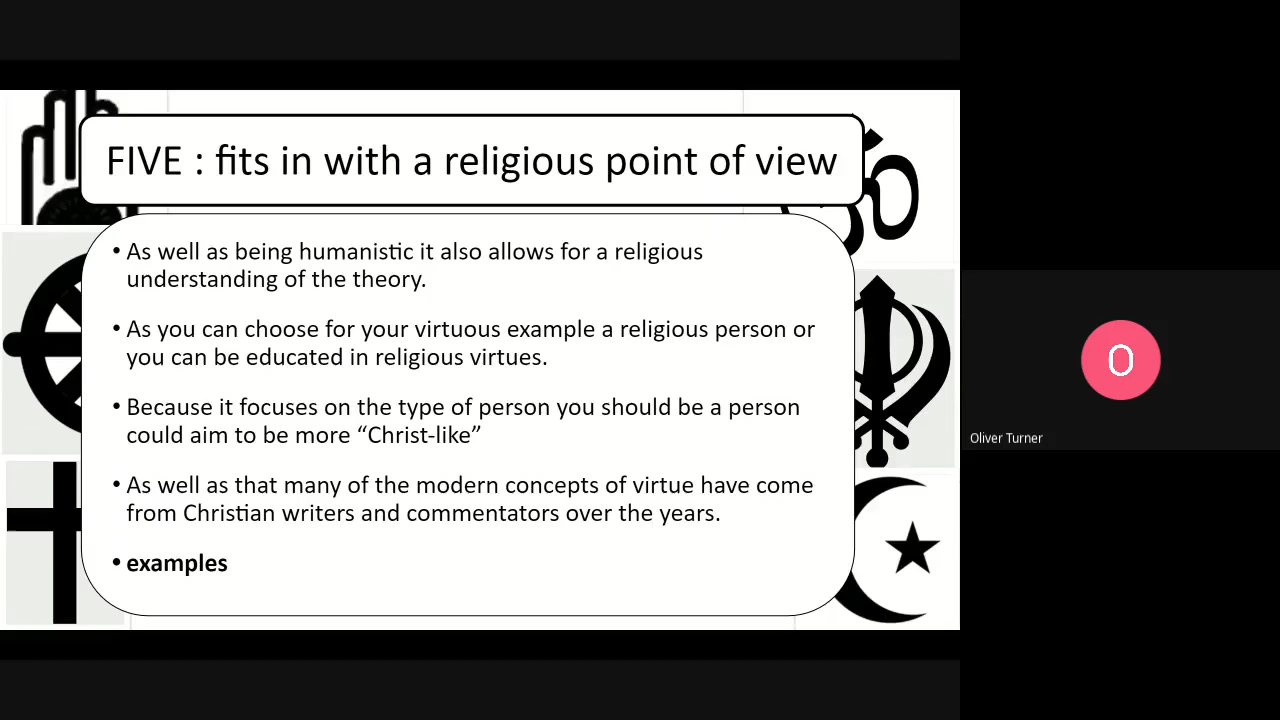 FIVE : fits in with a religious point of view
• As well as being humanistic it also allows for a religious
understanding of the theory.
• As you can choose for your virtuous example a religious person or
you can be educated in religious virtues.
• Because it focuses on the type of person you should be a person
could aim to be more “Christ-like”
• As well as that many of the modern concepts of virtue have come
from Christian writers and commentators over the years.
• examples
O
Oliver Turner